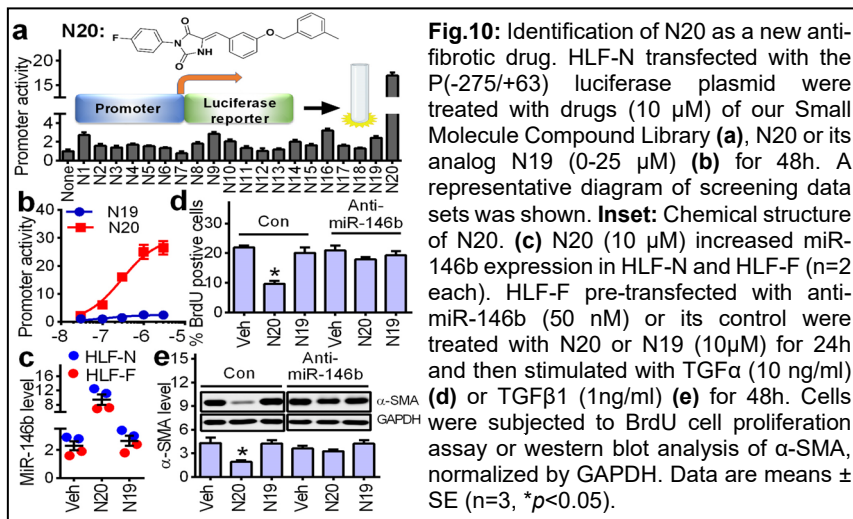 a
N20:
F
O
N
NH
O
O
Promoter activity
20
15
10
4
2
0
Promoter
Luciferase
reporter
None
N1
N2
N3
N4
N5
N6
N7
N8
N9
N10
N11
N12
N13
N14
N15
N16
N17
N18
N19
N20
b
N19
N20
Promoter activity
40
30
20
10
0
-8
-7
-6
-5
d
Con
Anti-
miR-146b
% BrdU positive cells
30
20
10
0
*
Veh
N20
N19
Veh
N20
N19
c
HLF-N
HLF-F
MiR-146b level
16
12
8
2
0
Veh
N20
N19
e
Con
Anti-
miR-146b
α-SMA level
15
12
9
6
3
0
α-SMA
GAPDH
*
Veh
N20
N19
Veh
N20
N19
Fig.10: Identification of N20 as a new anti-
fibrotic drug. HLF-N transfected with the
P(-275/+63) luciferase plasmid were
treated with drugs (10 μM) of our Small
Molecule Compound Library (a), N20 or its
analog N19 (0-25 μM) (b) for 48h. A
representative diagram of screening data
sets was shown. Inset: Chemical structure
of N20. (c) N20 (10 μM) increased miR-
146b expression in HLF-N and HLF-F (n=2
each). HLF-F pre-transfected with anti-
miR-146b (50 nM) or its control were
treated with N20 or N19 (10μM) for 24h
and then stimulated with TGFα (10 ng/ml)
(d) or TGFβ1 (1ng/ml) (e) for 48h. Cells
were subjected to BrdU cell proliferation
assay or western blot analysis of α-SMA,
normalized by GAPDH. Data are means ±
SE (n=3, *p<0.05).